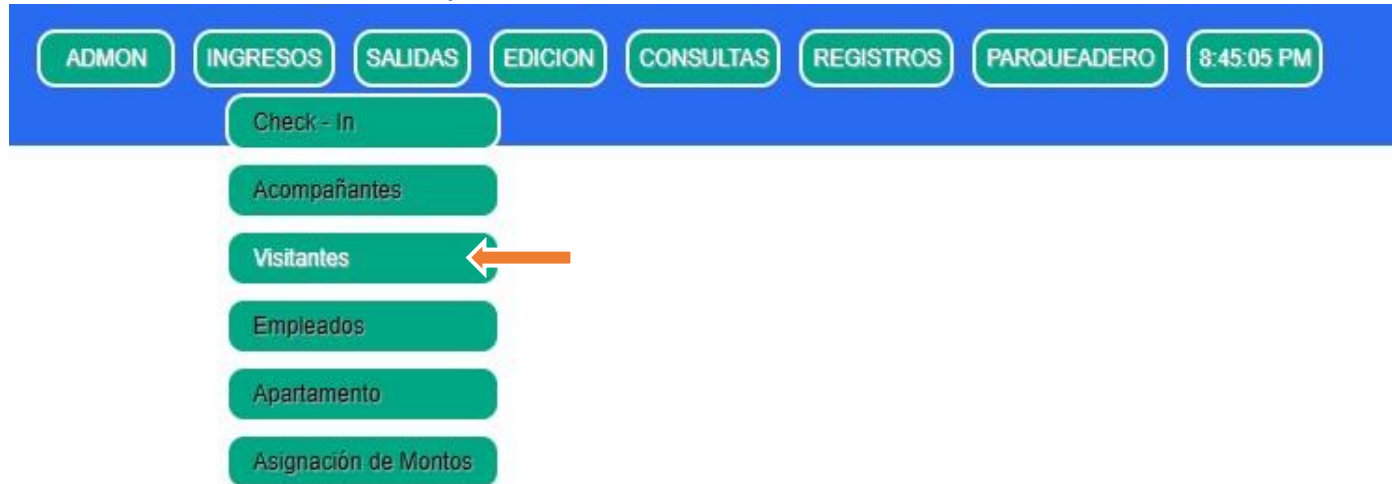 ADMON INGRESOS SALIDAS EDICION CONSULTAS REGISTROS PARQUEADERO 8:45:05 PM
Check - In
Acompañantes
Visitantes
Empleados
Apartamento
Asignación de Montos